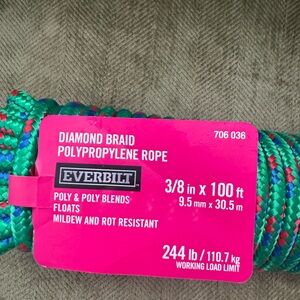 706 036
DIAMOND BRAID
POLYPROPYLENE ROPE
EVERBILT
3/8 in x 100 ft
9.5 mm x 30.5 m
POLY & POLY BLENDS
FLOATS
MILDEW AND ROT RESISTANT
244 lb / 110.7 kg
WORKING LOAD LIMIT